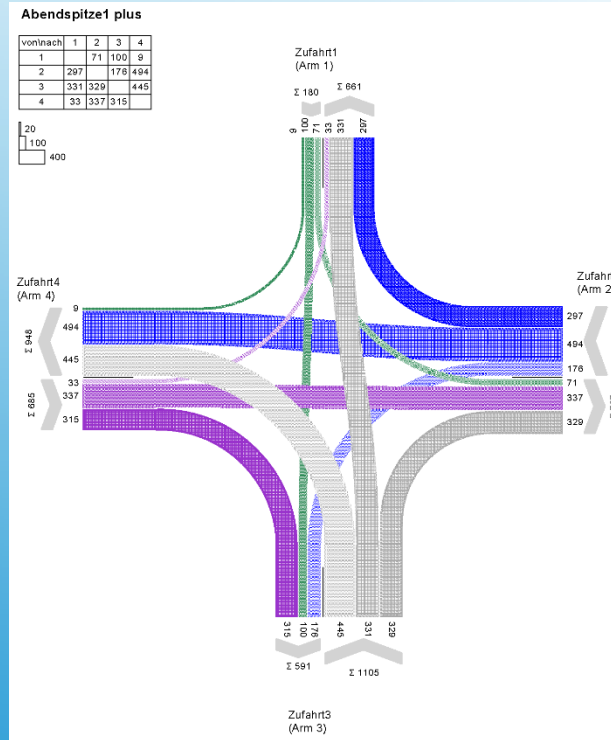 Abendspitze1 plus
von\nach 1 2 3 4
1 71 100 9
2 297 176 494
3 331 329 445
4 33 337 315
20
100
400
Zufahrt1
(Arm 1)
Σ 180
Σ 661
9
100
71
33
331
297
Zufahrt4
(Arm 4)
Zufahr
(Arm 2
9
494
445
33
337
315
Σ 948
Σ 685
297
494
176
71
337
329
315
100
176
445
331
329
Σ 591
Σ 1105
Zufahrt3
(Arm 3)